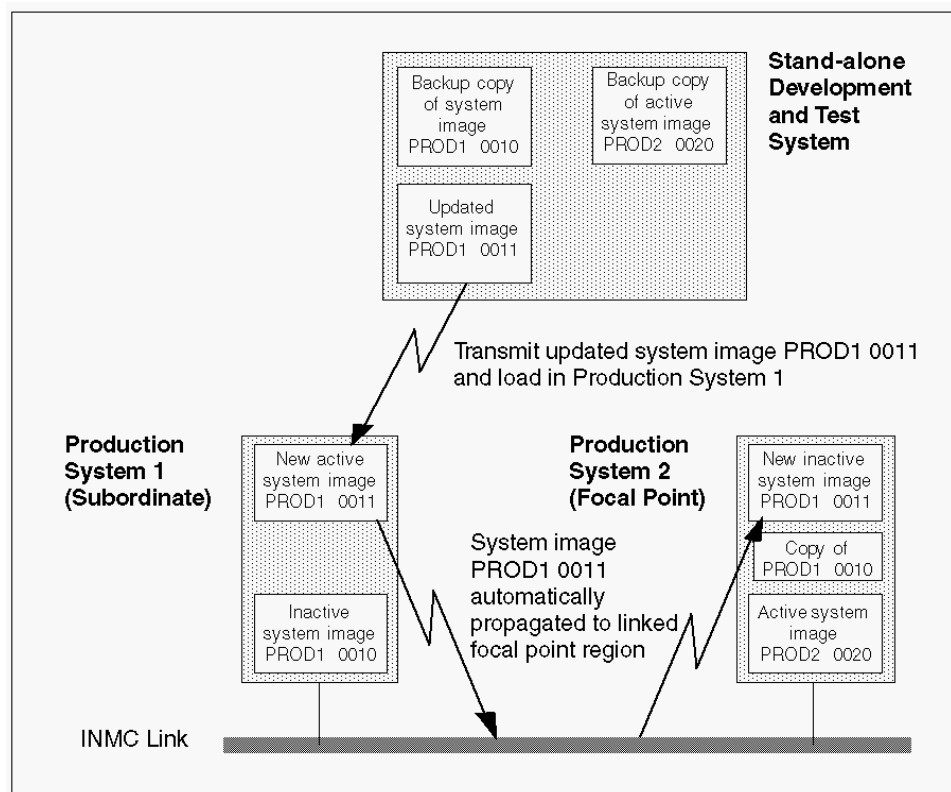 Stand-alone
Development
and Test
System
Backup copy
of system
image
PROD1 0010
Backup copy
of active
system image
PROD2 0020
Updated
system image
PROD1 0011
Transmit updated system image PROD1 0011
and load in Production System 1
Production
System 1
(Subordinate)
New active
system image
PROD1 0011
Inactive
system image
PROD1 0010
System image
PROD1 0011
automatically
propagated to linked
focal point region
Production
System 2
(Focal Point)
New inactive
system image
PROD1 0011
Copy of
PROD1 0010
Active system
image
PROD2 0020
INMC Link